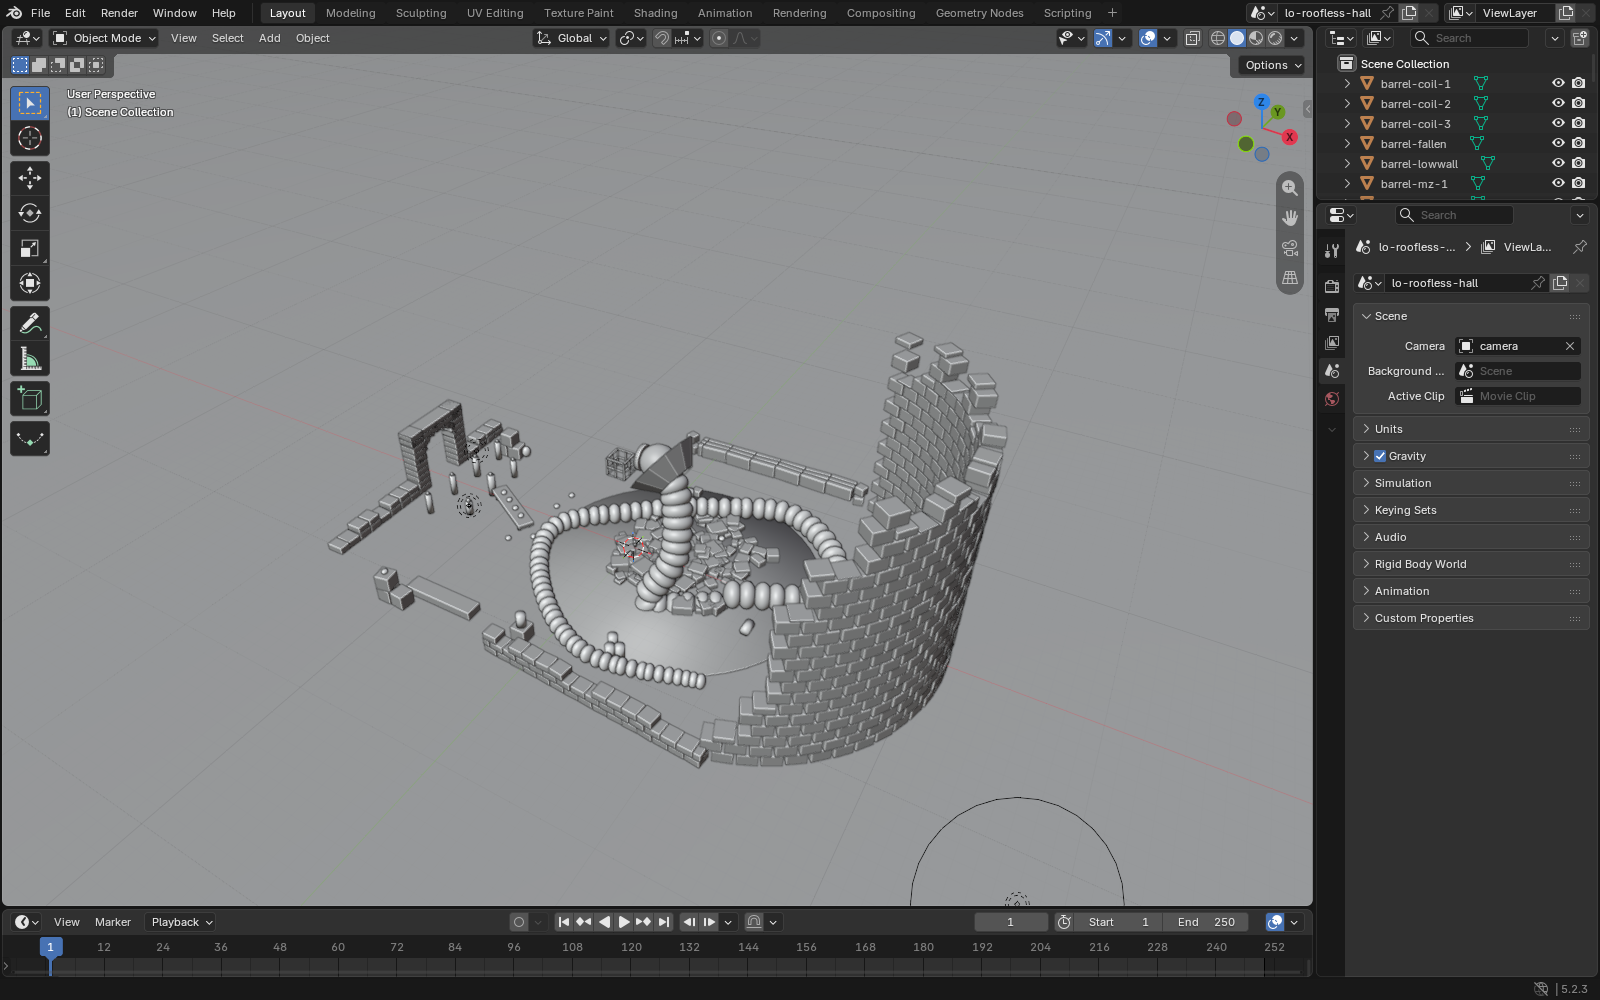 File Edit Render Window Help Layout Modeling Sculpting UV Editing Texture Paint Shading Animation Rendering Compositing Geometry Nodes Scripting + lo-roofless-hall ViewLayer
Object Mode View Select Add Object Global Search
Options
User Perspective
(1) Scene Collection
Z
Y
X
Scene Collection
barrel-coil-1
barrel-coil-2
barrel-coil-3
barrel-fallen
barrel-lowwall
barrel-mz-1
Search
lo-roofless-... ViewLa...
lo-roofless-hall
Scene
Camera camera
Background ... Scene
Active Clip Movie Clip
Units
Gravity
Simulation
Keying Sets
Audio
Rigid Body World
Animation
Custom Properties
View Marker Playback 1 Start 1 End 250
1 12 24 36 48 60 72 84 96 108 120 132 144 156 168 180 192 204 216 228 240 252
5.2.3